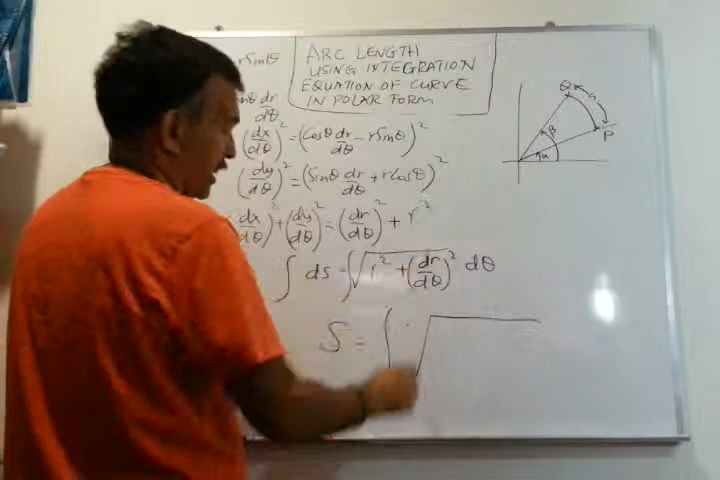 rSinθ
ARC LENGTH
USING INTEGRATION
EQUATION OF CURVE
IN POLAR FORM
nθ dr/dθ
(dx/dθ)² = (Cosθ dr/dθ - rSinθ)²
(dy/dθ)² = (Sinθ dr/dθ + rCosθ)²
(dx/dθ)² + (dy/dθ)² = (dr/dθ)² + r²
∫ ds = ∫√(r² + (dr/dθ)²) dθ
S = ∫√
Q
S
P
β
α